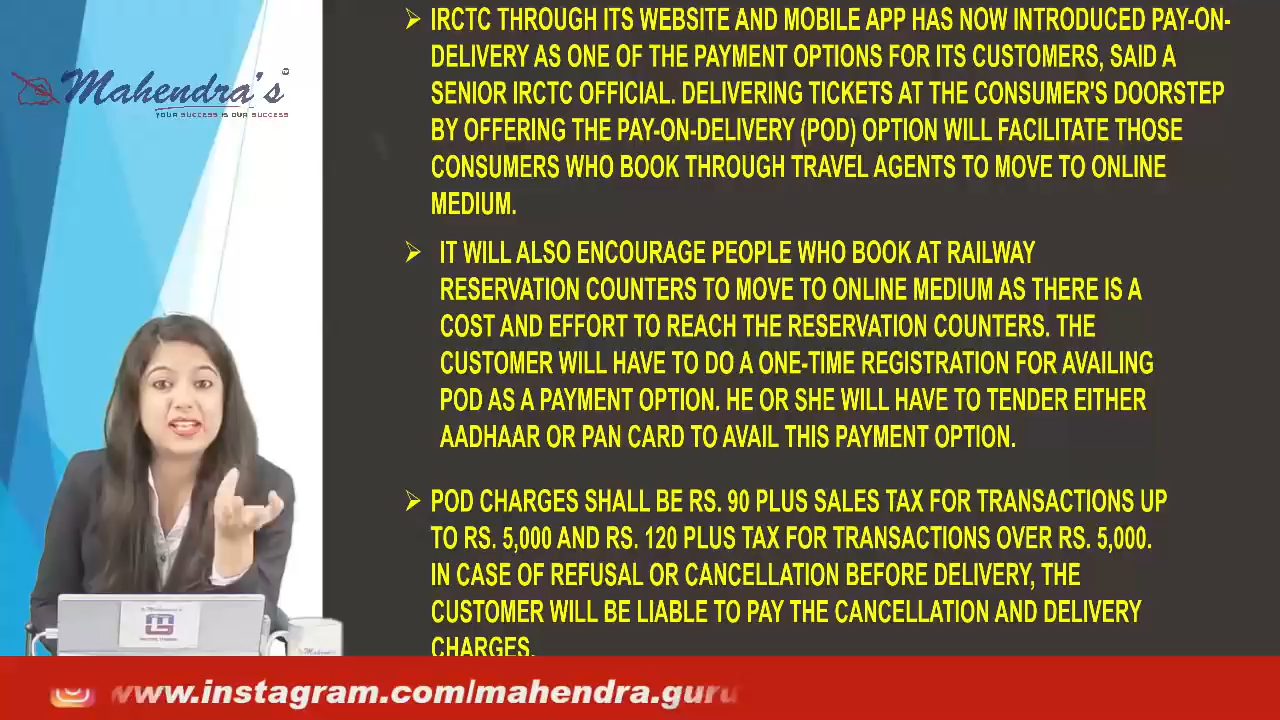 IRCTC THROUGH ITS WEBSITE AND MOBILE APP HAS NOW INTRODUCED PAY-ON-
DELIVERY AS ONE OF THE PAYMENT OPTIONS FOR ITS CUSTOMERS, SAID A
SENIOR IRCTC OFFICIAL. DELIVERING TICKETS AT THE CONSUMER'S DOORSTEP
BY OFFERING THE PAY-ON-DELIVERY (POD) OPTION WILL FACILITATE THOSE
CONSUMERS WHO BOOK THROUGH TRAVEL AGENTS TO MOVE TO ONLINE
MEDIUM.
Mahendra's
YOUR SUCCESS IS OUR SUCCESS
IT WILL ALSO ENCOURAGE PEOPLE WHO BOOK AT RAILWAY
RESERVATION COUNTERS TO MOVE TO ONLINE MEDIUM AS THERE IS A
COST AND EFFORT TO REACH THE RESERVATION COUNTERS. THE
CUSTOMER WILL HAVE TO DO A ONE-TIME REGISTRATION FOR AVAILING
POD AS A PAYMENT OPTION. HE OR SHE WILL HAVE TO TENDER EITHER
AADHAAR OR PAN CARD TO AVAIL THIS PAYMENT OPTION.
POD CHARGES SHALL BE RS. 90 PLUS SALES TAX FOR TRANSACTIONS UP
TO RS. 5,000 AND RS. 120 PLUS TAX FOR TRANSACTIONS OVER RS. 5,000.
IN CASE OF REFUSAL OR CANCELLATION BEFORE DELIVERY, THE
CUSTOMER WILL BE LIABLE TO PAY THE CANCELLATION AND DELIVERY
CHARGES.
Mahendra's
www.instagram.com/mahendra.guru